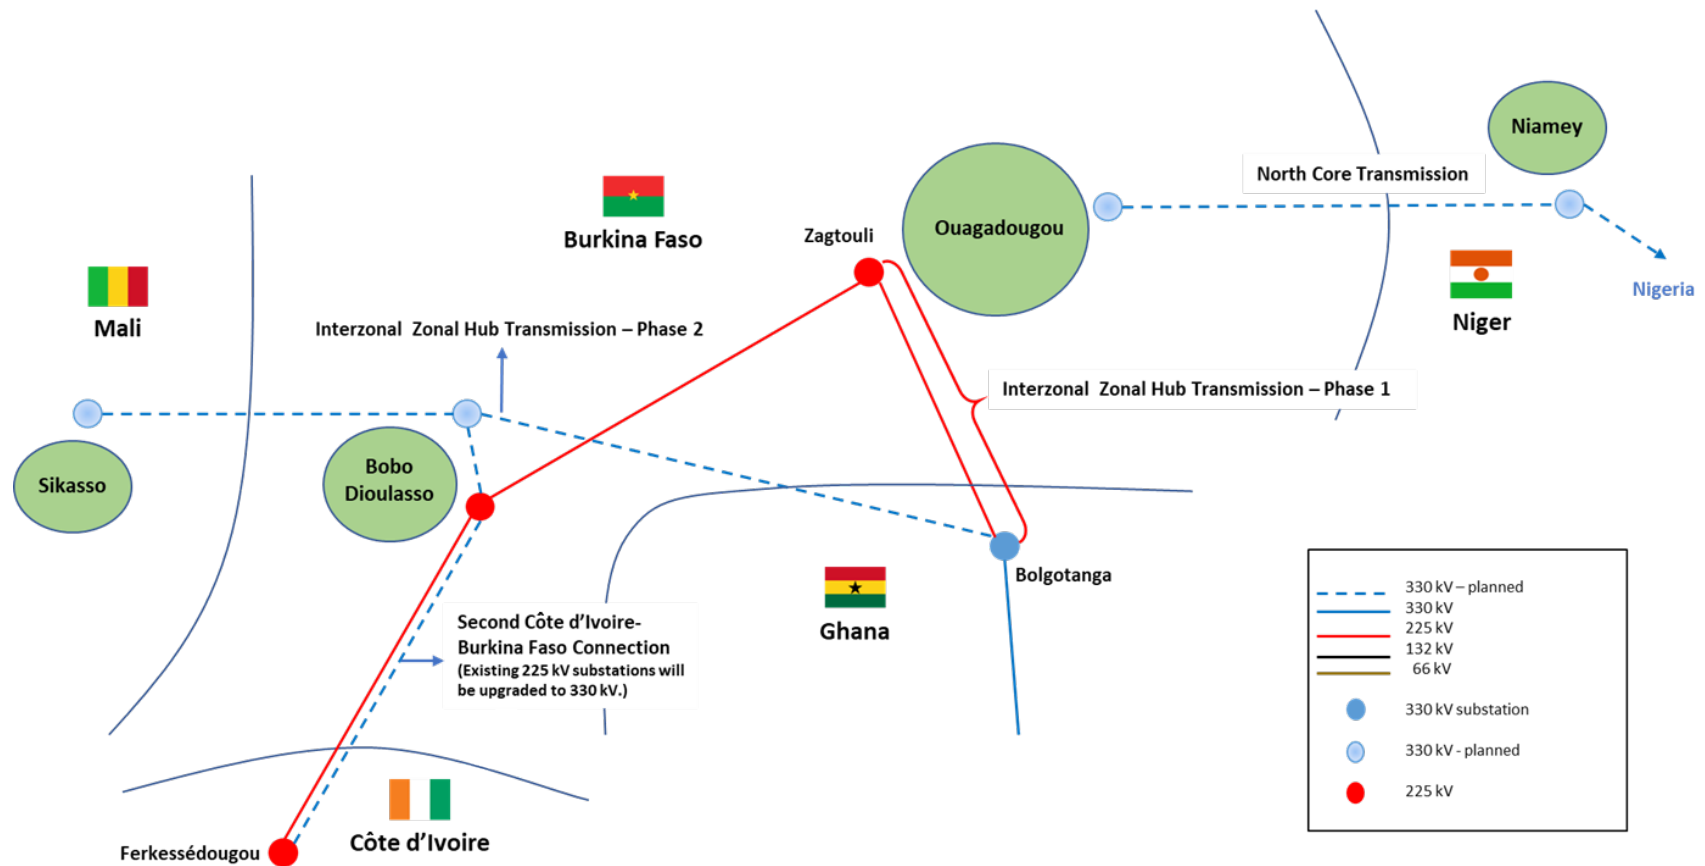 Niamey
North Core Transmission
Ouagadougou
Burkina Faso
Zagtouli
Nigeria
Niger
Mali
Interzonal Zonal Hub Transmission – Phase 2
Interzonal Zonal Hub Transmission – Phase 1
Sikasso
Bobo
Dioulasso
Bolgotanga
Ghana
Second Côte d’Ivoire-
Burkina Faso Connection
(Existing 225 kV substations will
be upgraded to 330 kV.)
Côte d’Ivoire
Ferkessédougou
330 kV – planned
330 kV
225 kV
132 kV
66 kV
330 kV substation
330 kV - planned
225 kV